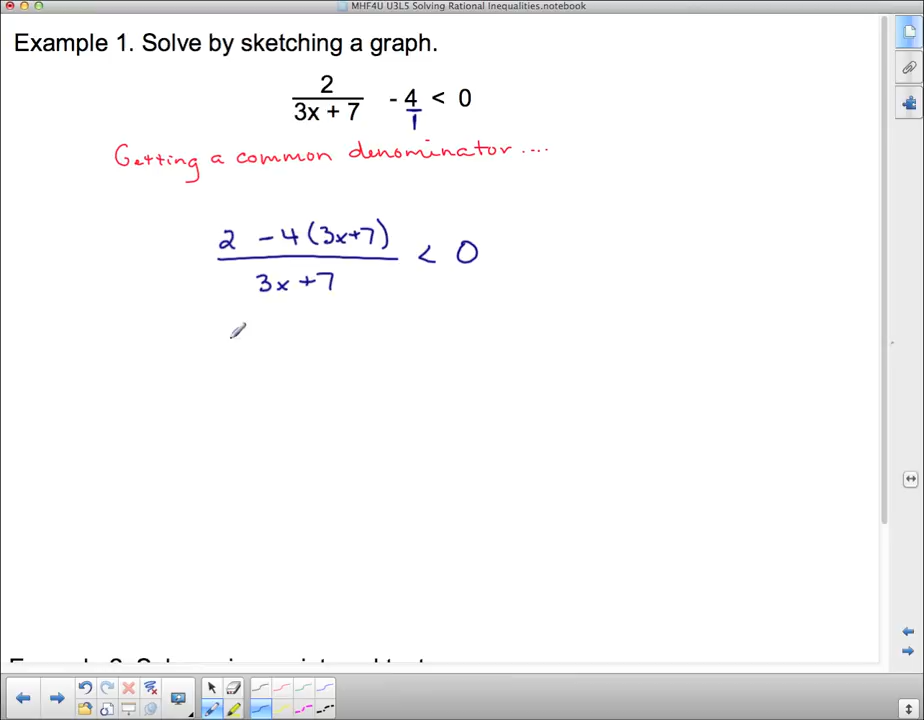 MHF4U U3L5 Solving Rational Inequalities.notebook
Example 1. Solve by sketching a graph.
2
3x + 7
- 4 < 0
1
Getting a common denominator ....
2 - 4 (3x+7)
3x +7
< 0